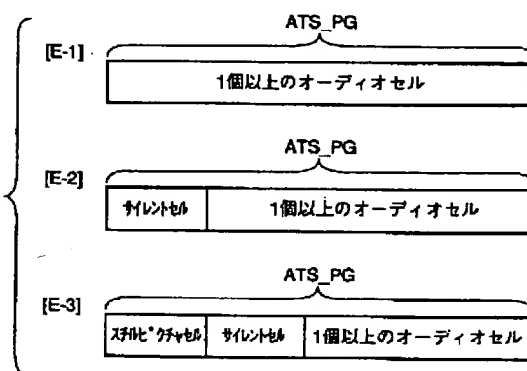 ATS_PG
[E-1]
1個以上のオーディオセル
ATS_PG
[E-2]
サイレントセル 1個以上のオーディオセル
ATS_PG
[E-3]
スチルピクチャセル サイレントセル 1個以上のオーディオセル